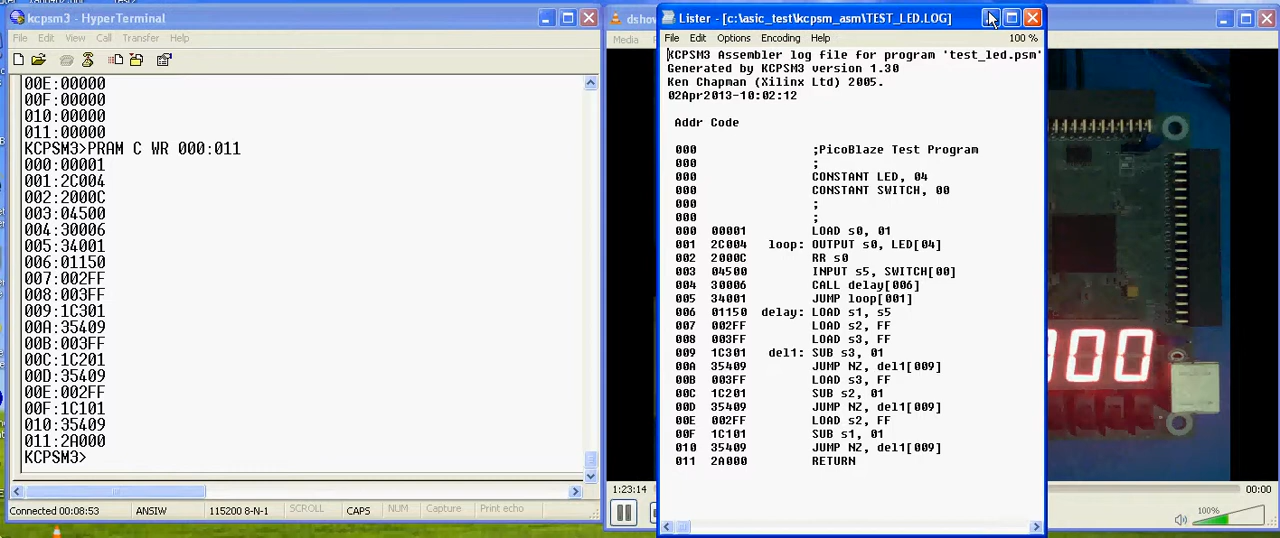 kcpsm3 - HyperTerminal
File Edit View Call Transfer Help
00E:00000
00F:00000
010:00000
011:00000
KCPSM3>PRAM C WR 000:011
000:00001
001:2C004
002:2000C
003:04500
004:30006
005:34001
006:01150
007:002FF
008:003FF
009:1C301
00A:35409
00B:003FF
00C:1C201
00D:35409
00E:002FF
00F:1C101
010:35409
011:2A000
KCPSM3>
Connected 00:08:53 ANSIW 115200 8-N-1 SCROLL CAPS NUM Capture Print echo
dshow
Media
Lister - [c:\asic_test\kcpsm_asm\TEST_LED.LOG]
File Edit Options Encoding Help 100 %
KCPSM3 Assembler log file for program 'test_led.psm'
Generated by KCPSM3 version 1.30
Ken Chapman (Xilinx Ltd) 2005.
02Apr2013-10:02:12
Addr Code
000 ;PicoBlaze Test Program
000 ;
000 CONSTANT LED, 04
000 CONSTANT SWITCH, 00
000 ;
000 ;
000 00001 LOAD s0, 01
001 2C004 loop: OUTPUT s0, LED[04]
002 2000C RR s0
003 04500 INPUT s5, SWITCH[00]
004 30006 CALL delay[006]
005 34001 JUMP loop[001]
006 01150 delay: LOAD s1, s5
007 002FF LOAD s2, FF
008 003FF LOAD s3, FF
009 1C301 del1: SUB s3, 01
00A 35409 JUMP NZ, del1[009]
00B 003FF LOAD s3, FF
00C 1C201 SUB s2, 01
00D 35409 JUMP NZ, del1[009]
00E 002FF LOAD s2, FF
00F 1C101 SUB s1, 01
010 35409 JUMP NZ, del1[009]
011 2A000 RETURN
00
1:23:14
00:00
100%